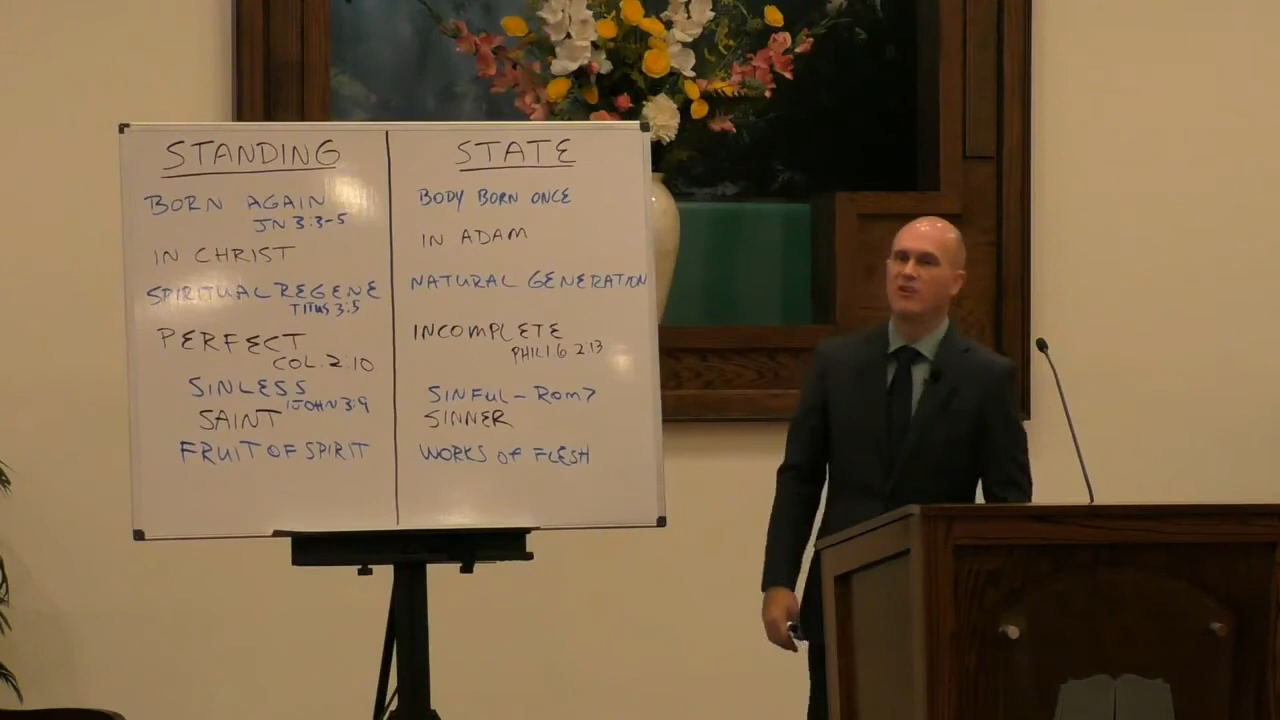 STANDING
BORN AGAIN
JN 3:3-5
IN CHRIST
SPIRITUAL REGENE
TITUS 3:5
PERFECT
COL. 2:10
SINLESS
1JOHN 3:9
SAINT
FRUIT OF SPIRIT
STATE
BODY BORN ONCE
IN ADAM
NATURAL GENERATION
INCOMPLETE
PHIL 1:6 2:13
SINFUL - ROM 7
SINNER
WORKS OF FLESH